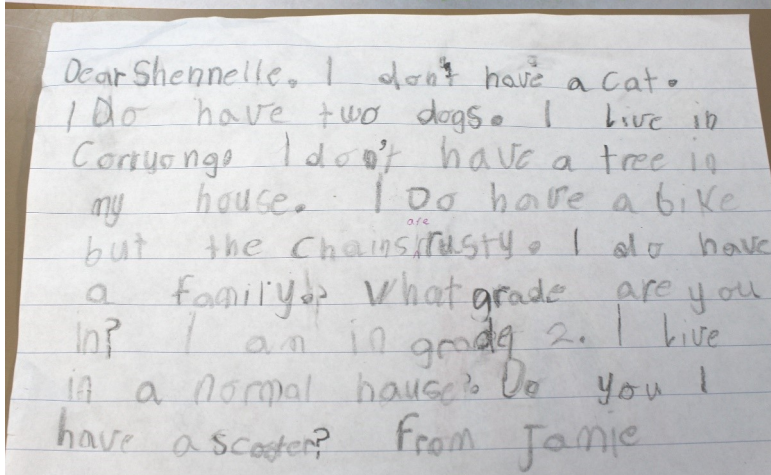 Dear Shennelle. I don't have a cat.
I Do have two dogs. I Live in
Corryong. I don't have a tree in
my house. I Do have a bike
are
but the chains rusty. I do have
a family. What grade are you
in? I am in grade 2. I Live
in a normal hause. Do you
have a scooter? From Jamie